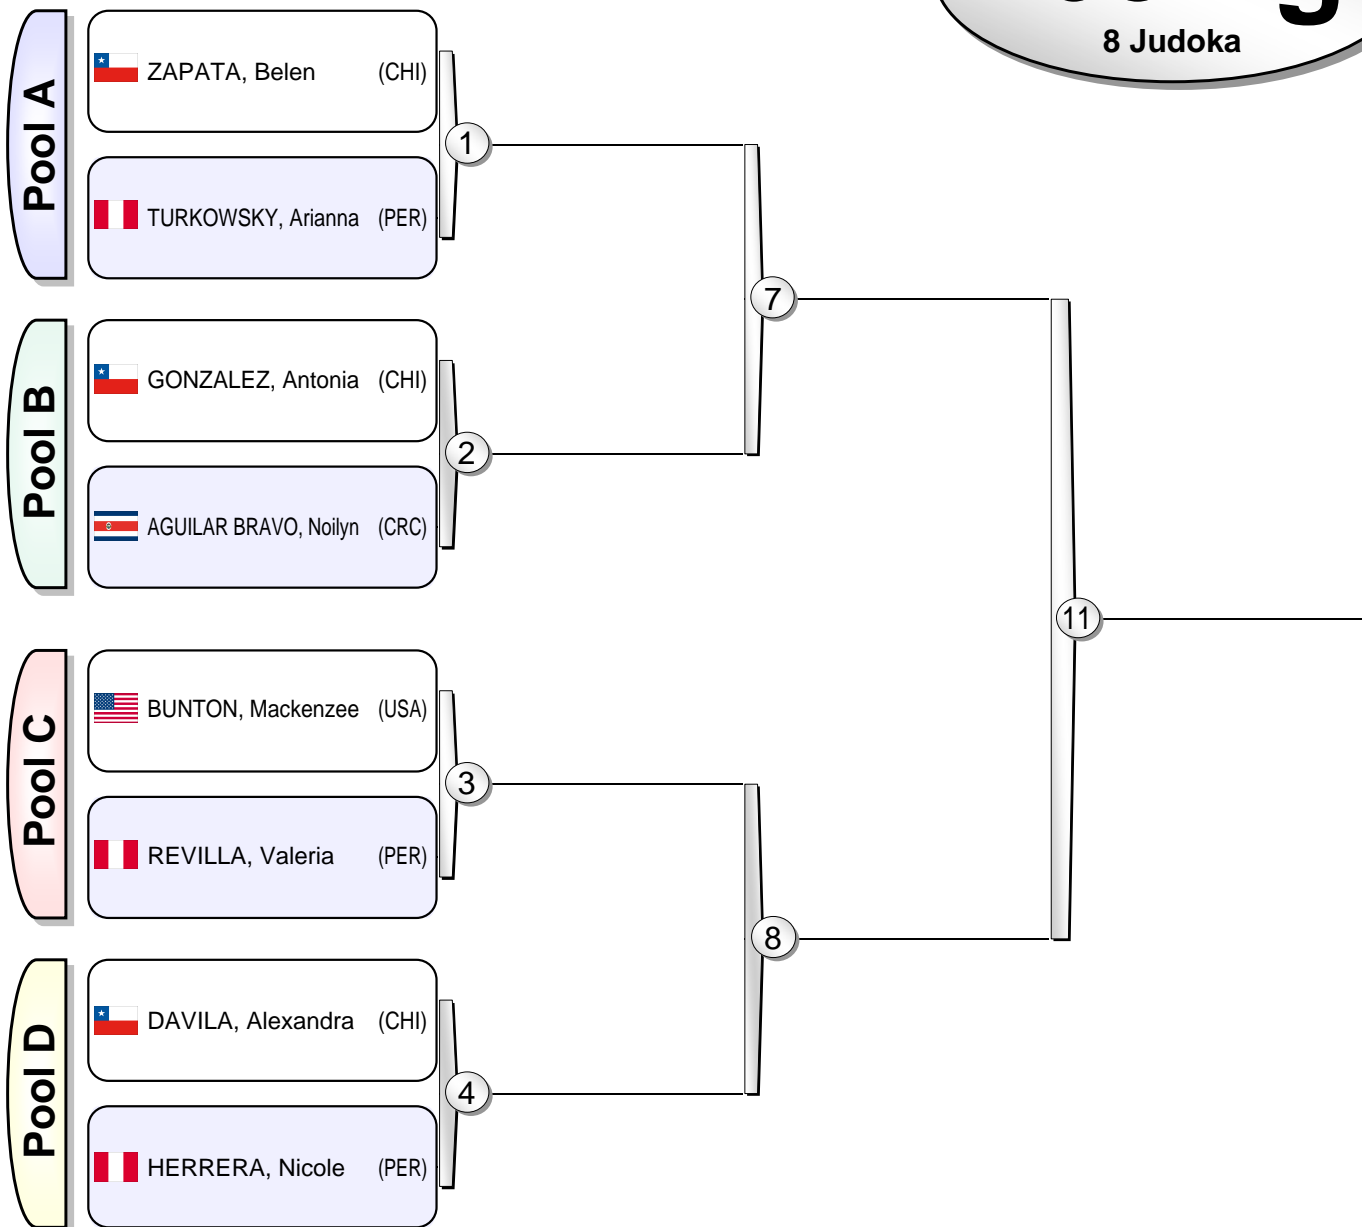 8 Judoka
Pool A
ZAPATA, Belen (CHI)
1
TURKOWSKY, Arianna (PER)
7
Pool B
GONZALEZ, Antonia (CHI)
2
AGUILAR BRAVO, Noilyn (CRC)
11
Pool C
BUNTON, Mackenzee (USA)
3
REVILLA, Valeria (PER)
8
Pool D
DAVILA, Alexandra (CHI)
4
HERRERA, Nicole (PER)